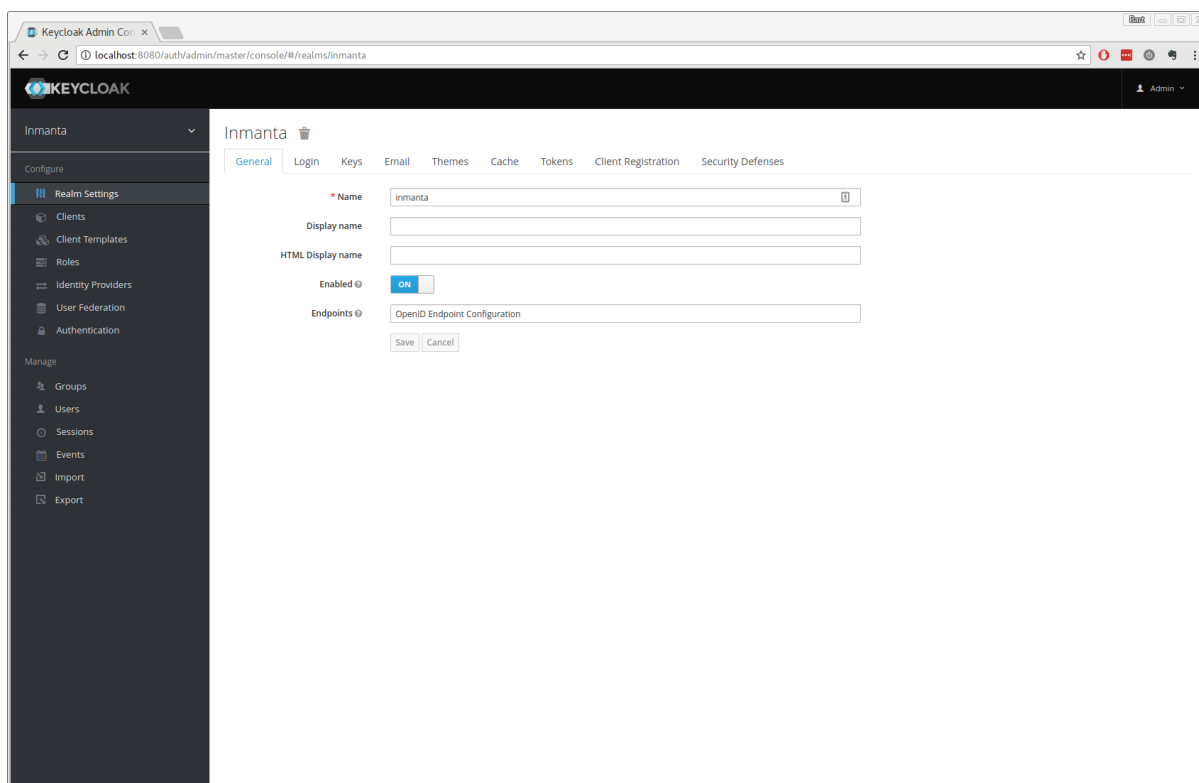 Bart
Keycloak Admin Con ×
localhost:8080/auth/admin/master/console/#/realms/inmanta
KEYCLOAK
Admin
Inmanta
Inmanta
General Login Keys Email Themes Cache Tokens Client Registration Security Defenses
Configure
Realm Settings
Clients
Client Templates
Roles
Identity Providers
User Federation
Authentication
Manage
Groups
Users
Sessions
Events
Import
Export
* Name inmanta
Display name
HTML Display name
Enabled ON
Endpoints OpenID Endpoint Configuration
Save Cancel